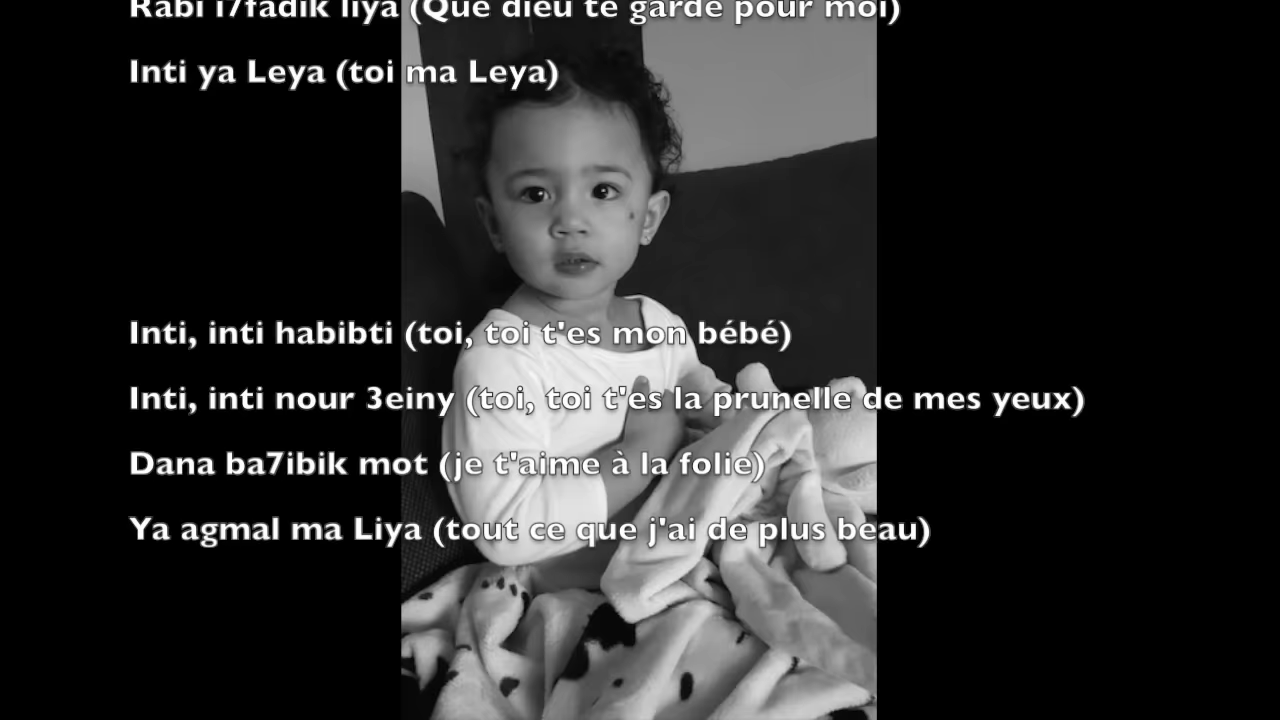 Rabi i7fadik liya (Que dieu te garde pour moi)
Inti ya Leya (toi ma Leya)
Inti, inti habibti (toi, toi t'es mon bébé)
Inti, inti nour 3einy (toi, toi t'es la prunelle de mes yeux)
Dana ba7ibik mot (je t'aime à la folie)
Ya agmal ma Liya (tout ce que j'ai de plus beau)